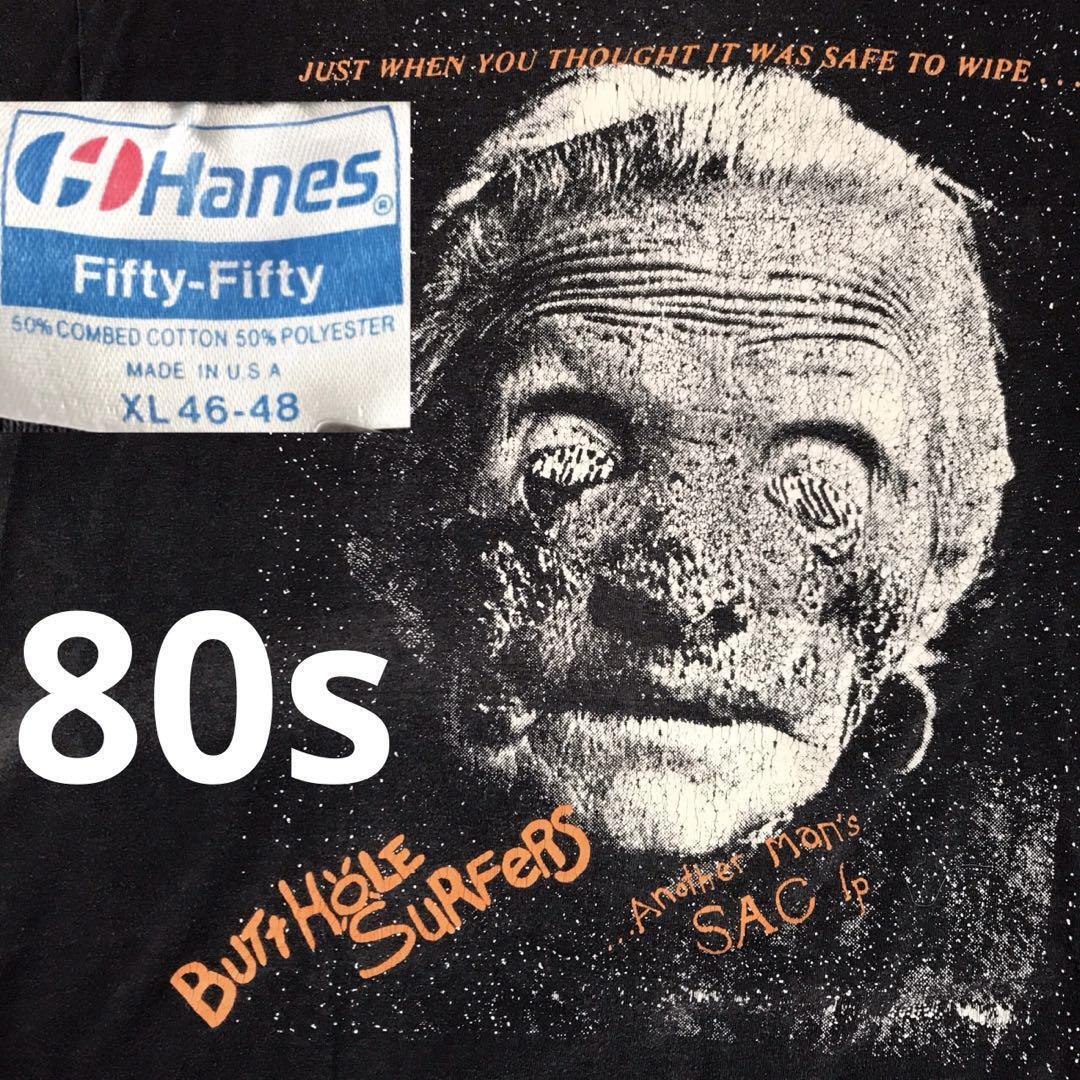 JUST WHEN YOU THOUGHT IT WAS SAFE TO WIPE ...
Hanes®
Fifty-Fifty
50% COMBED COTTON 50% POLYESTER
MADE IN U.S A
XL 46-48
80s
BUTTHOLE
SURFERS
...Another Man's
SAC lp